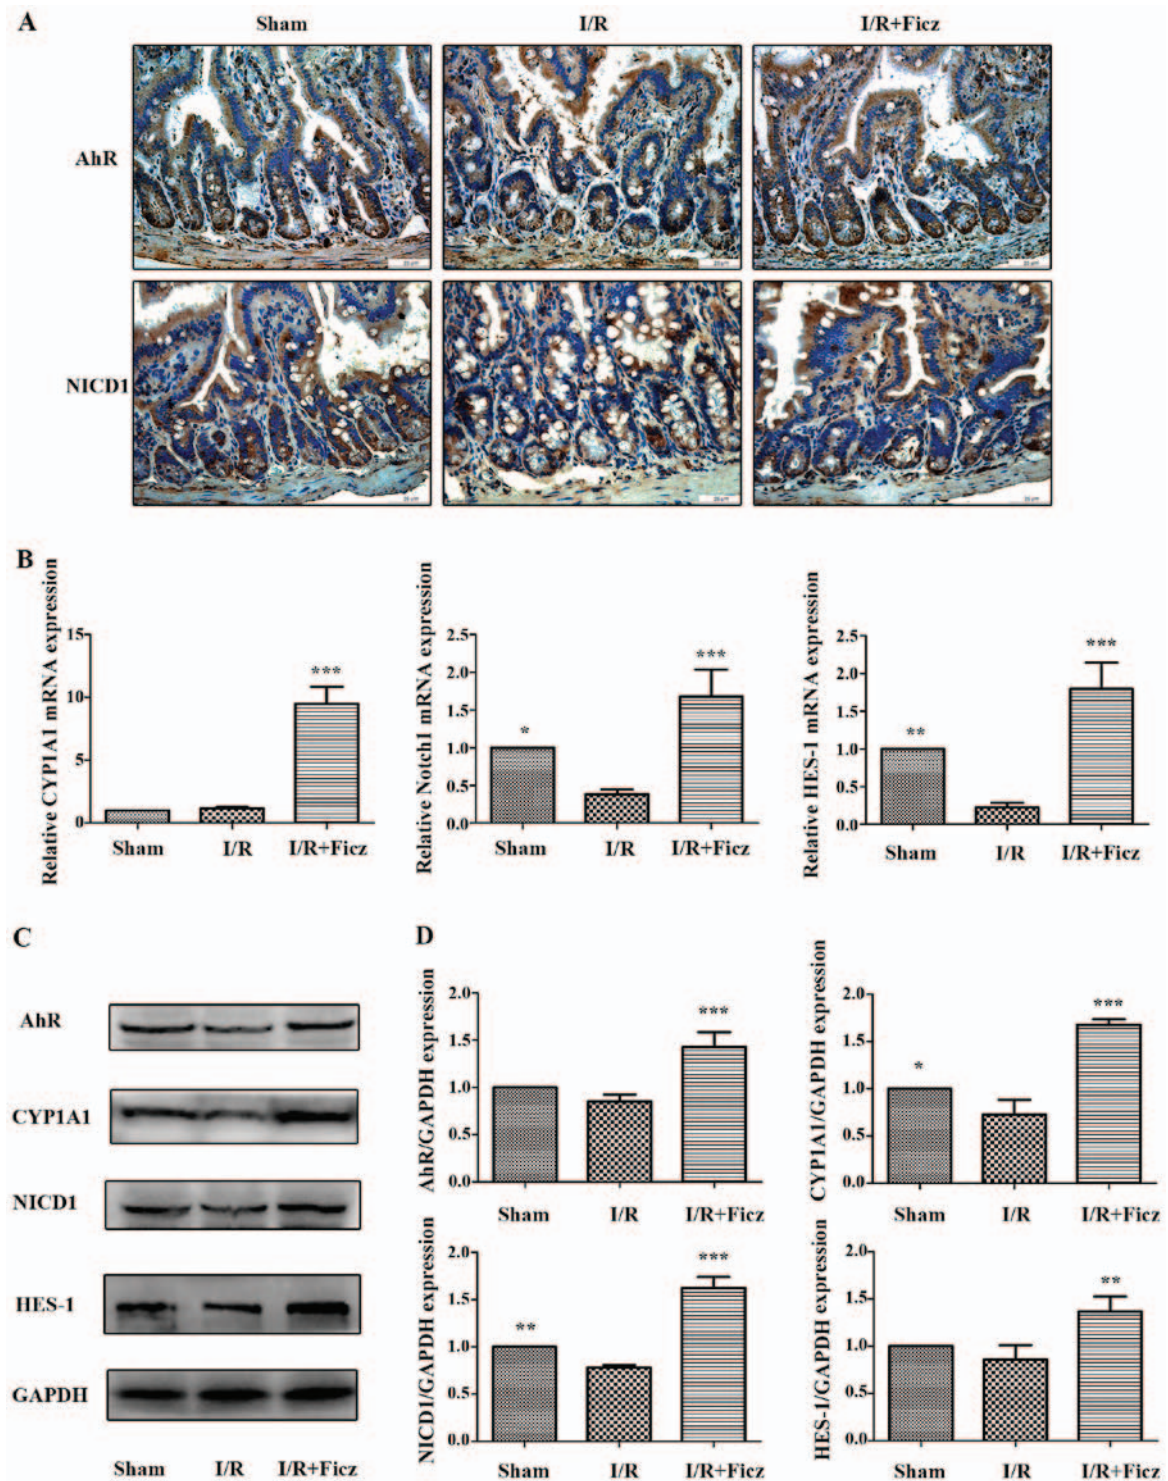 A
Sham
I/R
I/R+Ficz
AhR
NICD1
B
Relative CYP1A1 mRNA expression
15
10
5
0
Sham
I/R
I/R+Ficz
***
Relative Notch1 mRNA expression
2.5
2.0
1.5
1.0
0.5
0.0
*
***
Sham
I/R
I/R+Ficz
Relative HES-1 mRNA expression
2.5
2.0
1.5
1.0
0.5
0.0
**
***
Sham
I/R
I/R+Ficz
C
AhR
CYP1A1
NICD1
HES-1
GAPDH
Sham
I/R
I/R+Ficz
D
AhR/GAPDH expression
2.0
1.5
1.0
0.5
0.0
***
Sham
I/R
I/R+Ficz
CYP1A1/GAPDH expression
2.0
1.5
1.0
0.5
0.0
*
***
Sham
I/R
I/R+Ficz
NICD1/GAPDH expression
2.0
1.5
1.0
0.5
0.0
**
***
Sham
I/R
I/R+Ficz
HES-1/GAPDH expression
2.0
1.5
1.0
0.5
0.0
**
Sham
I/R
I/R+Ficz